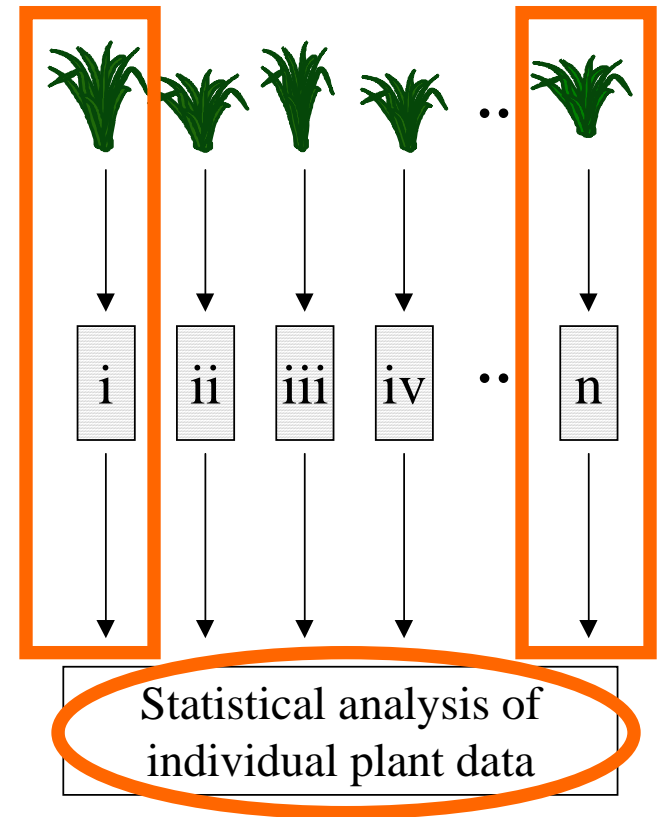 ..
i ii iii iv .. n
Statistical analysis of
individual plant data